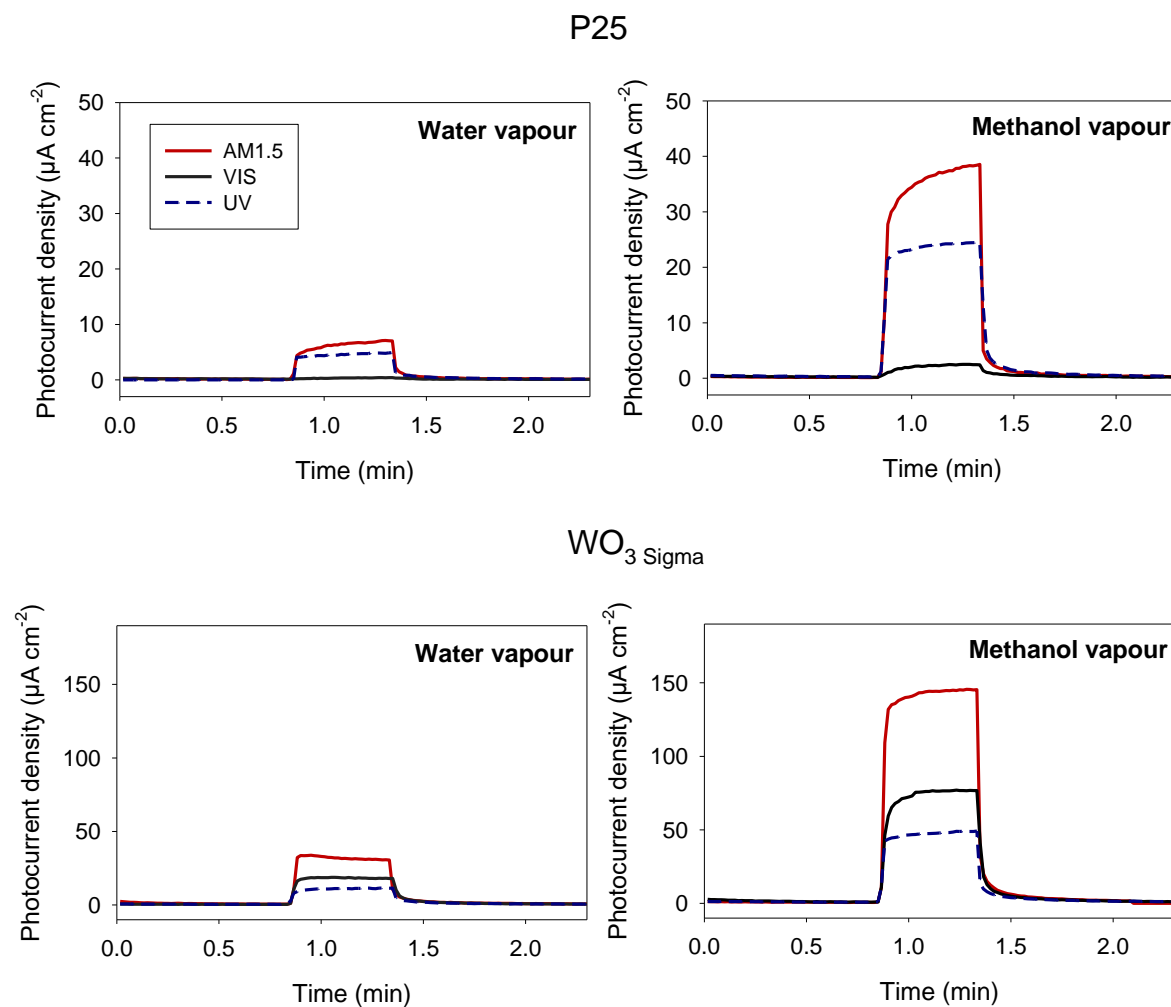 P25
Photocurrent density (µA cm-2)
50
40
30
20
10
0
Water vapour
AM1.5
VIS
UV
0.0 0.5 1.0 1.5 2.0
Time (min)
Photocurrent density (µA cm-2)
50
40
30
20
10
0
Methanol vapour
0.0 0.5 1.0 1.5 2.0
Time (min)
WO3 Sigma
Photocurrent density (µA cm-2)
150
100
50
0
Water vapour
0.0 0.5 1.0 1.5 2.0
Time (min)
Photocurrent density (µA cm-2)
150
100
50
0
Methanol vapour
0.0 0.5 1.0 1.5 2.0
Time (min)